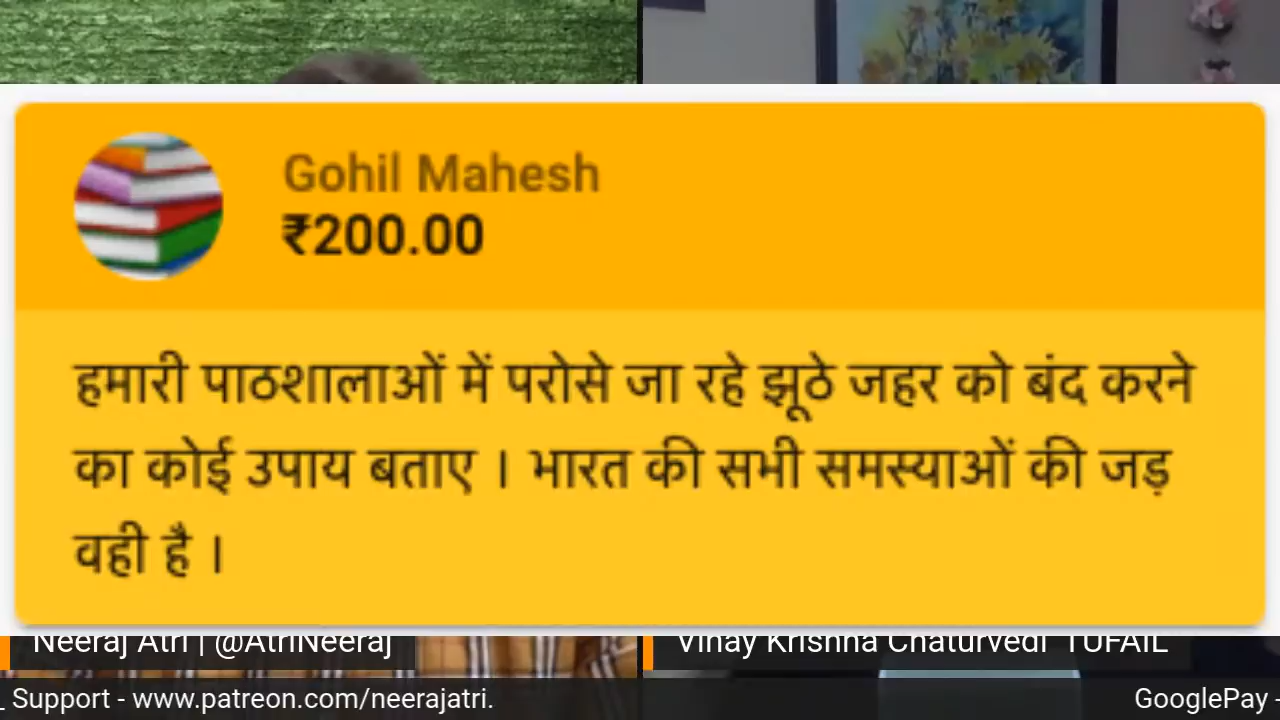 Gohil Mahesh
₹200.00
हमारी पाठशालाओं में परोसे जा रहे झूठे जहर को बंद करने
का कोई उपाय बताए । भारत की सभी समस्याओं की जड़
वही है ।
Neeraj Atri | @AtriNeeraj
Vinay Krishna Chaturvedi TUFAIL
Support - www.patreon.com/neerajatri.
GooglePay -